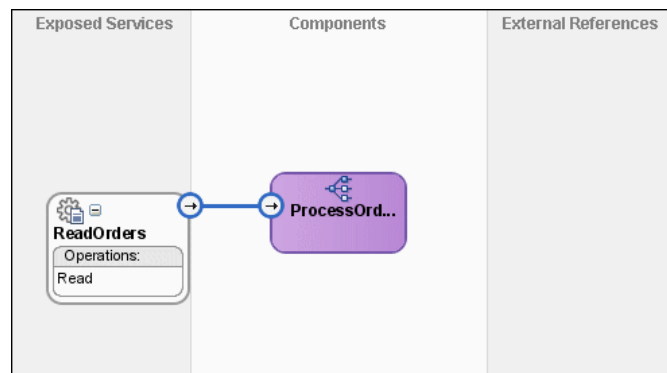 Exposed Services
Components
External References
ReadOrders
Operations:
Read
ProcessOrd...